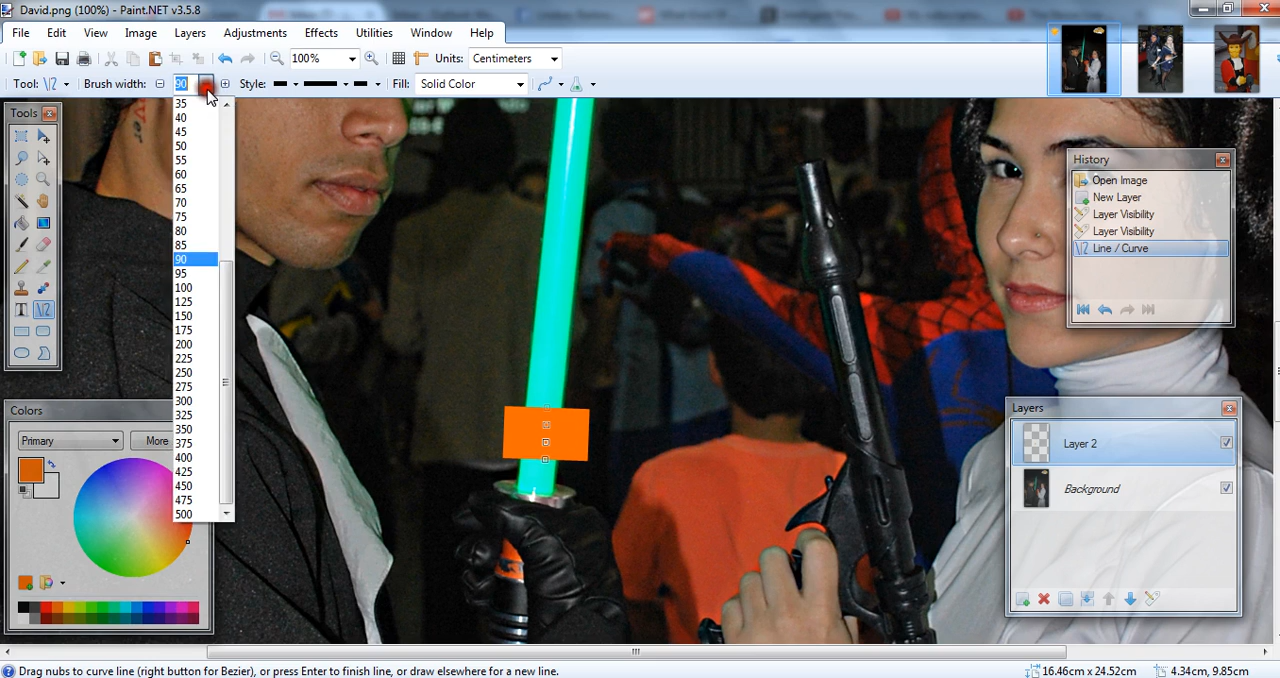 David.png (100%) - Paint.NET v3.5.8
File Edit View Image Layers Adjustments Effects Utilities Window Help
100% Units: Centimeters
Tool: Brush width: 90 Style: Fill: Solid Color
Tools
35
40
45
50
55
60
65
70
75
80
85
90
95
100
125
150
175
200
225
250
275
300
325
350
375
400
425
450
475
500
History
Open Image
New Layer
Layer Visibility
Layer Visibility
Line / Curve
Colors
Primary
More
Layers
Layer 2
Background
Drag nubs to curve line (right button for Bezier), or press Enter to finish line, or draw elsewhere for a new line.
16.46cm x 24.52cm
4.34cm, 9.85cm